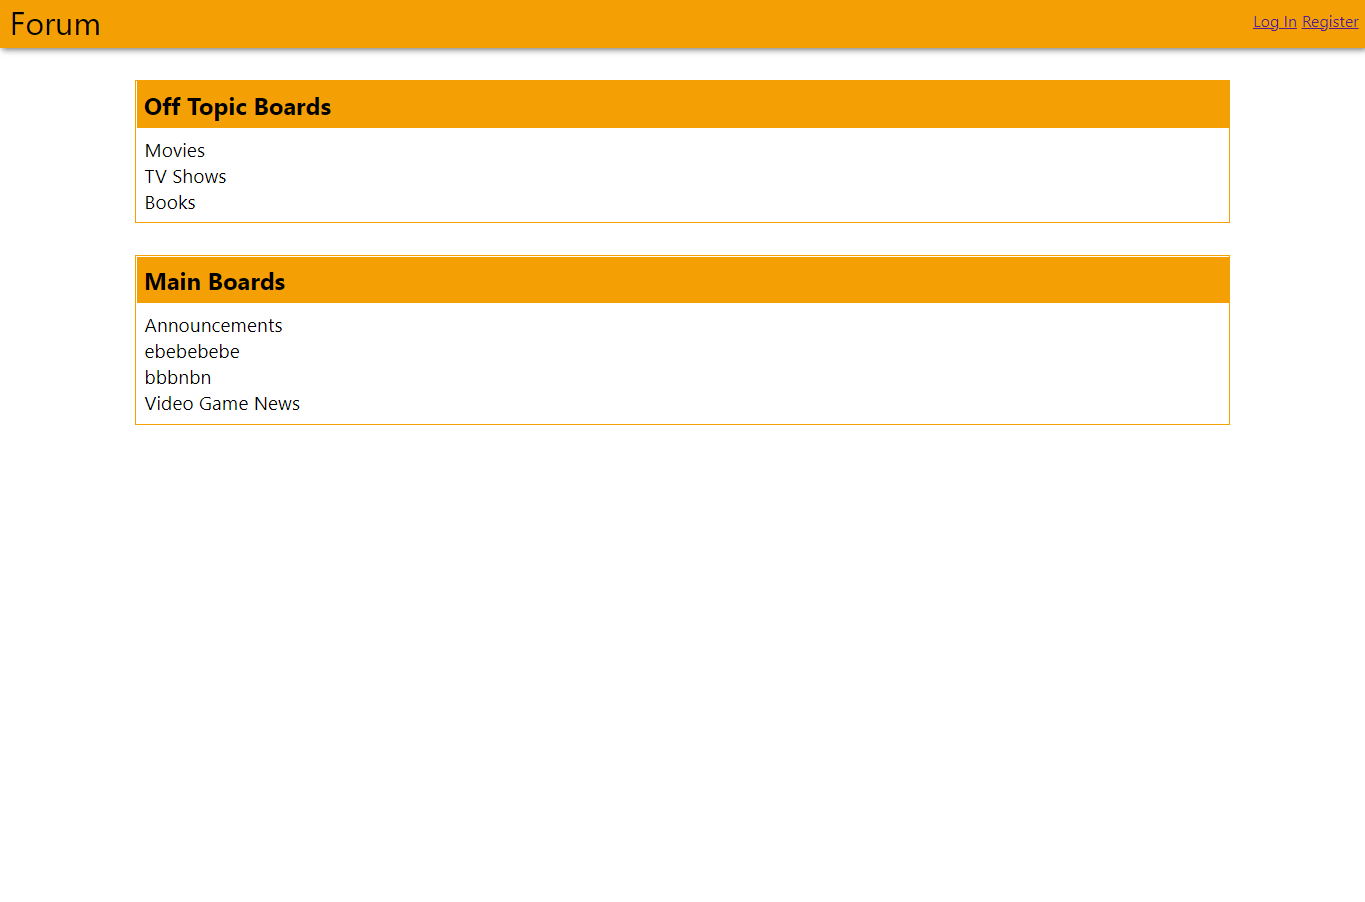 Forum
Log In Register
Off Topic Boards
Movies
TV Shows
Books
Main Boards
Announcements
ebebebebe
bbbnbn
Video Game News